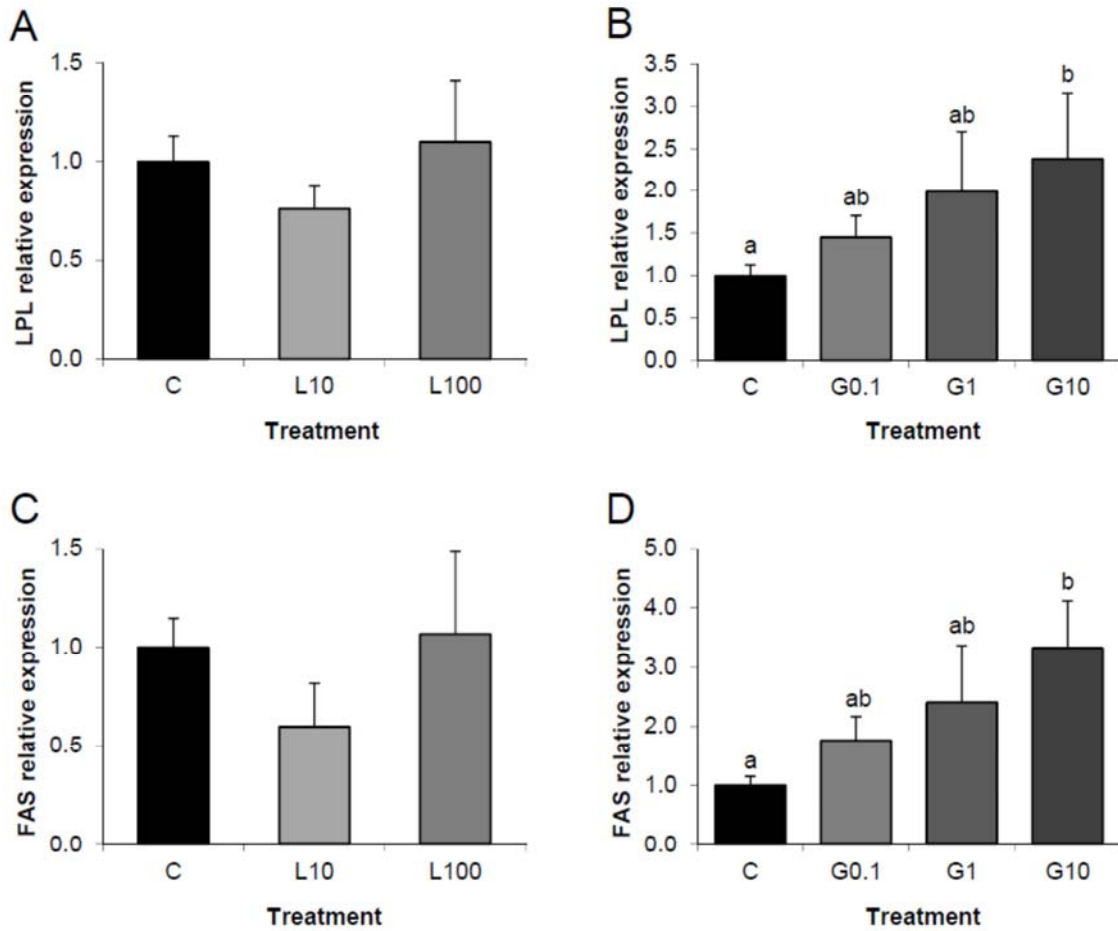 A
LPL relative expression
1.5
1.0
0.5
0.0
C L10 L100
Treatment
B
LPL relative expression
3.5
3.0
2.5
2.0
1.5
1.0
0.5
0.0
a ab ab b
C G0.1 G1 G10
Treatment
C
FAS relative expression
1.5
1.0
0.5
0.0
C L10 L100
Treatment
D
FAS relative expression
5.0
4.0
3.0
2.0
1.0
0.0
a ab ab b
C G0.1 G1 G10
Treatment